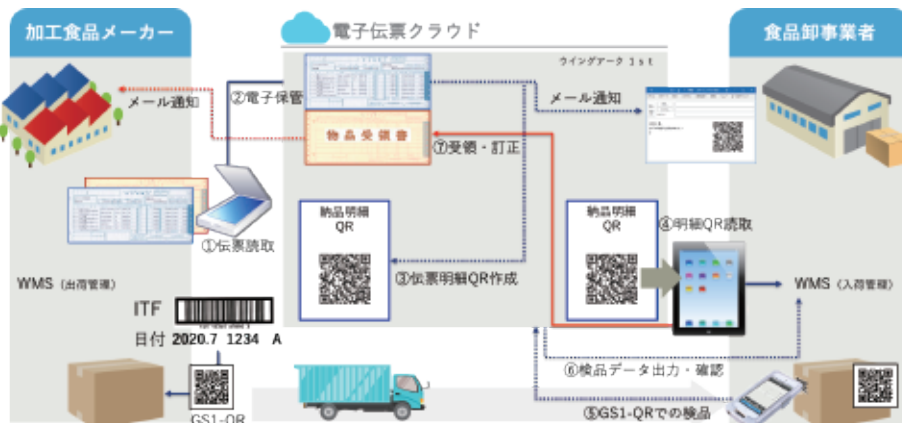 加工食品メーカー
電子伝票クラウド
食品卸事業者
ウイングアーク 1st
メール通知
②電子保管
メール通知
物品受領書
⑦受領・訂正
納品明細
QR
納品明細
QR
④明細QR読取
①伝票読取
③伝票明細QR作成
WMS (出荷管理)
WMS (入荷管理)
ITF
日付 2020.7 1234 A
⑥検品データ出力・確認
⑤GS1-QRでの検品
GS1-QR